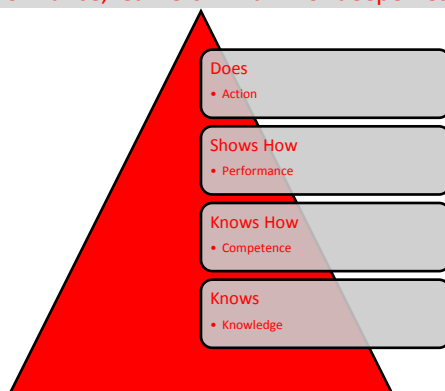 Does
• Action
Shows How
• Performance
Knows How
• Competence
Knows
• Knowledge